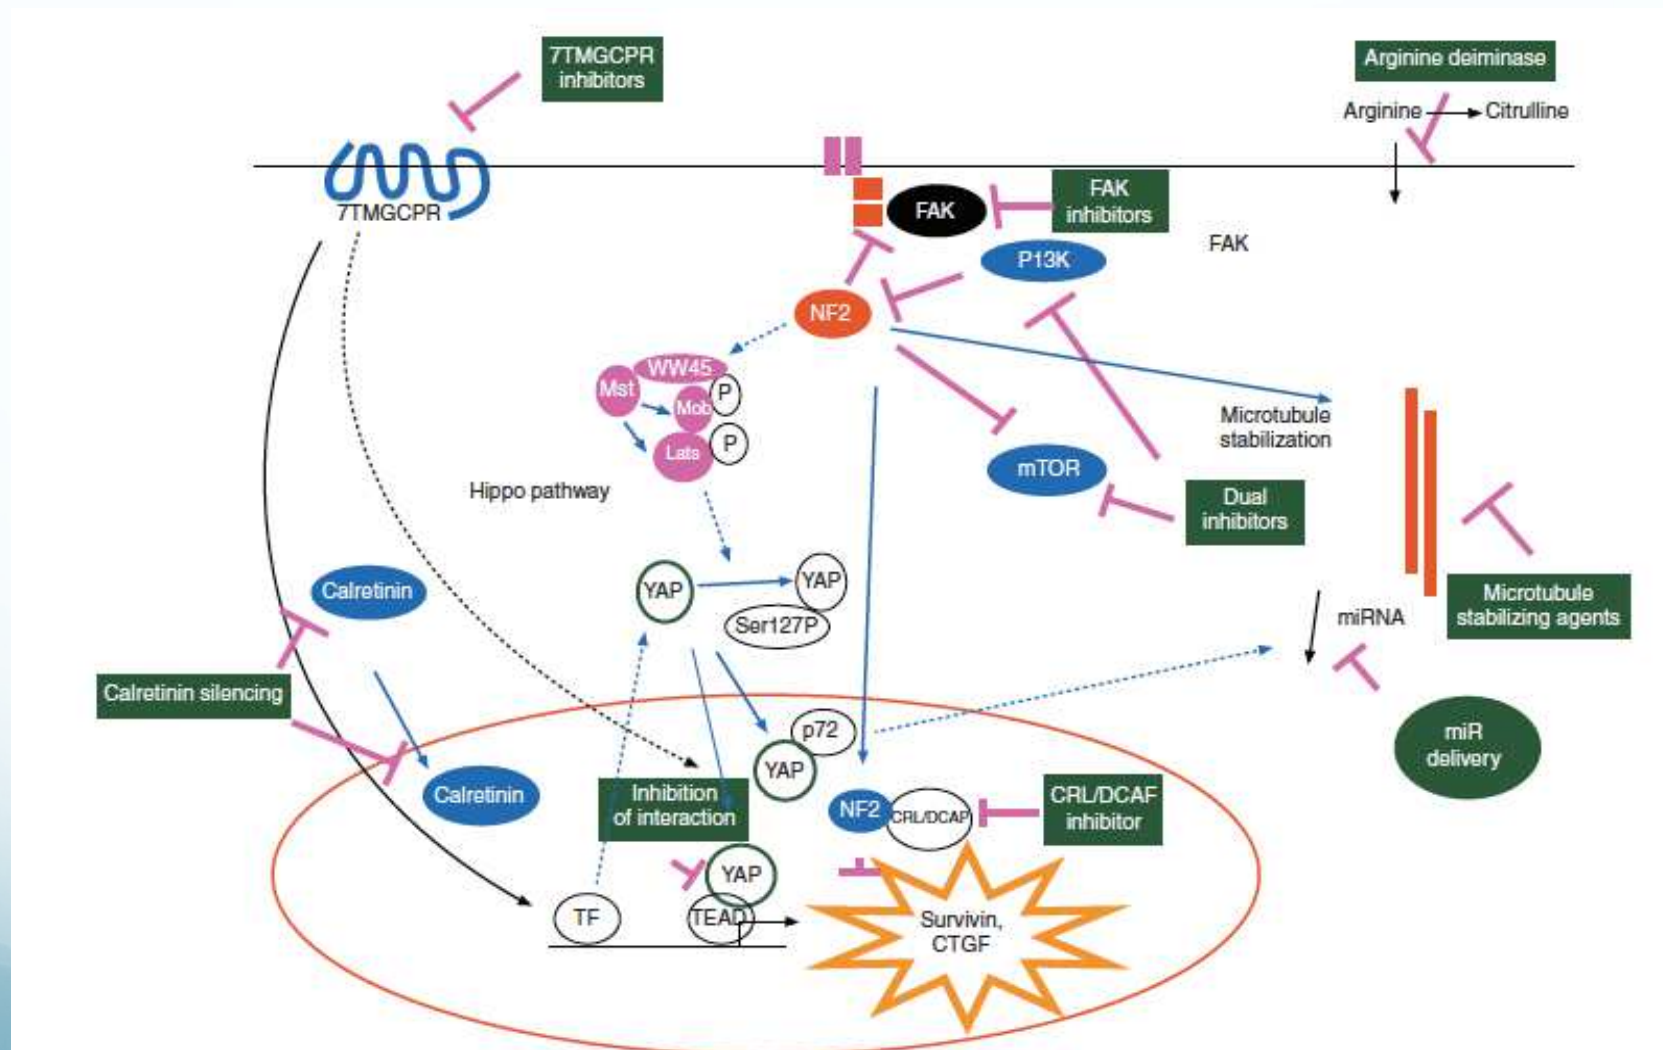 7TMGCPR
inhibitors
Arginine deiminase
Arginine
Citrulline
7TMGCPR
FAK
FAK
inhibitors
FAK
P13K
NF2
WW45
Mst
Mob
P
Lats
P
Microtubule
stabilization
mTOR
Hippo pathway
Dual
inhibitors
Calretinin
YAP
YAP
Ser127P
miRNA
Microtubule
stabilizing agents
Calretinin silencing
p72
YAP
miR
delivery
Calretinin
Inhibition
of interaction
NF2
CRL/DCAF
CRL/DCAF
inhibitor
YAP
TF
TEAD
Survivin,
CTGF